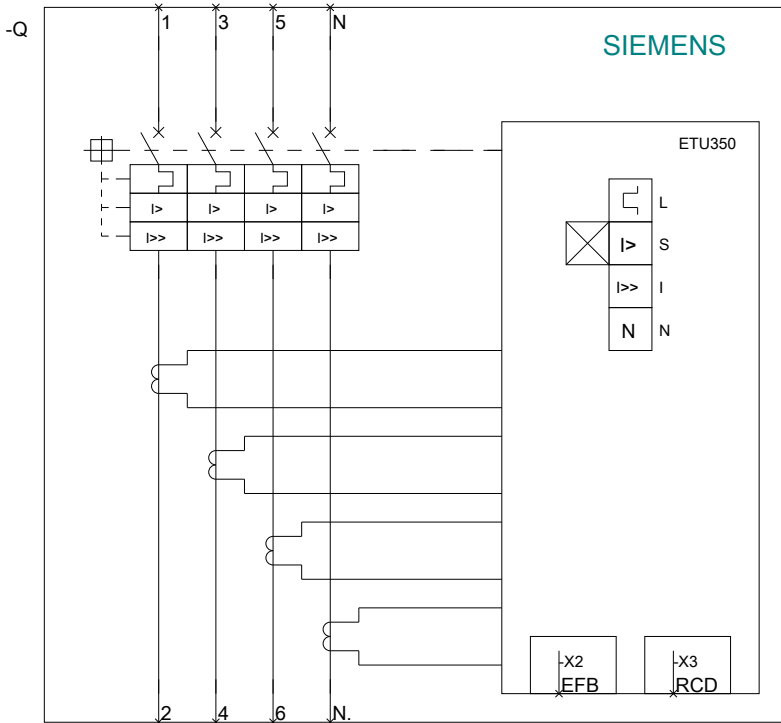 -Q
1 3 5 N
SIEMENS
ETU350
I> I> I> I>
I>> I>> I>> I>>
L
I> S
I>> I
N N
-X2
EFB
-X3
RCD
2 4 6 N.